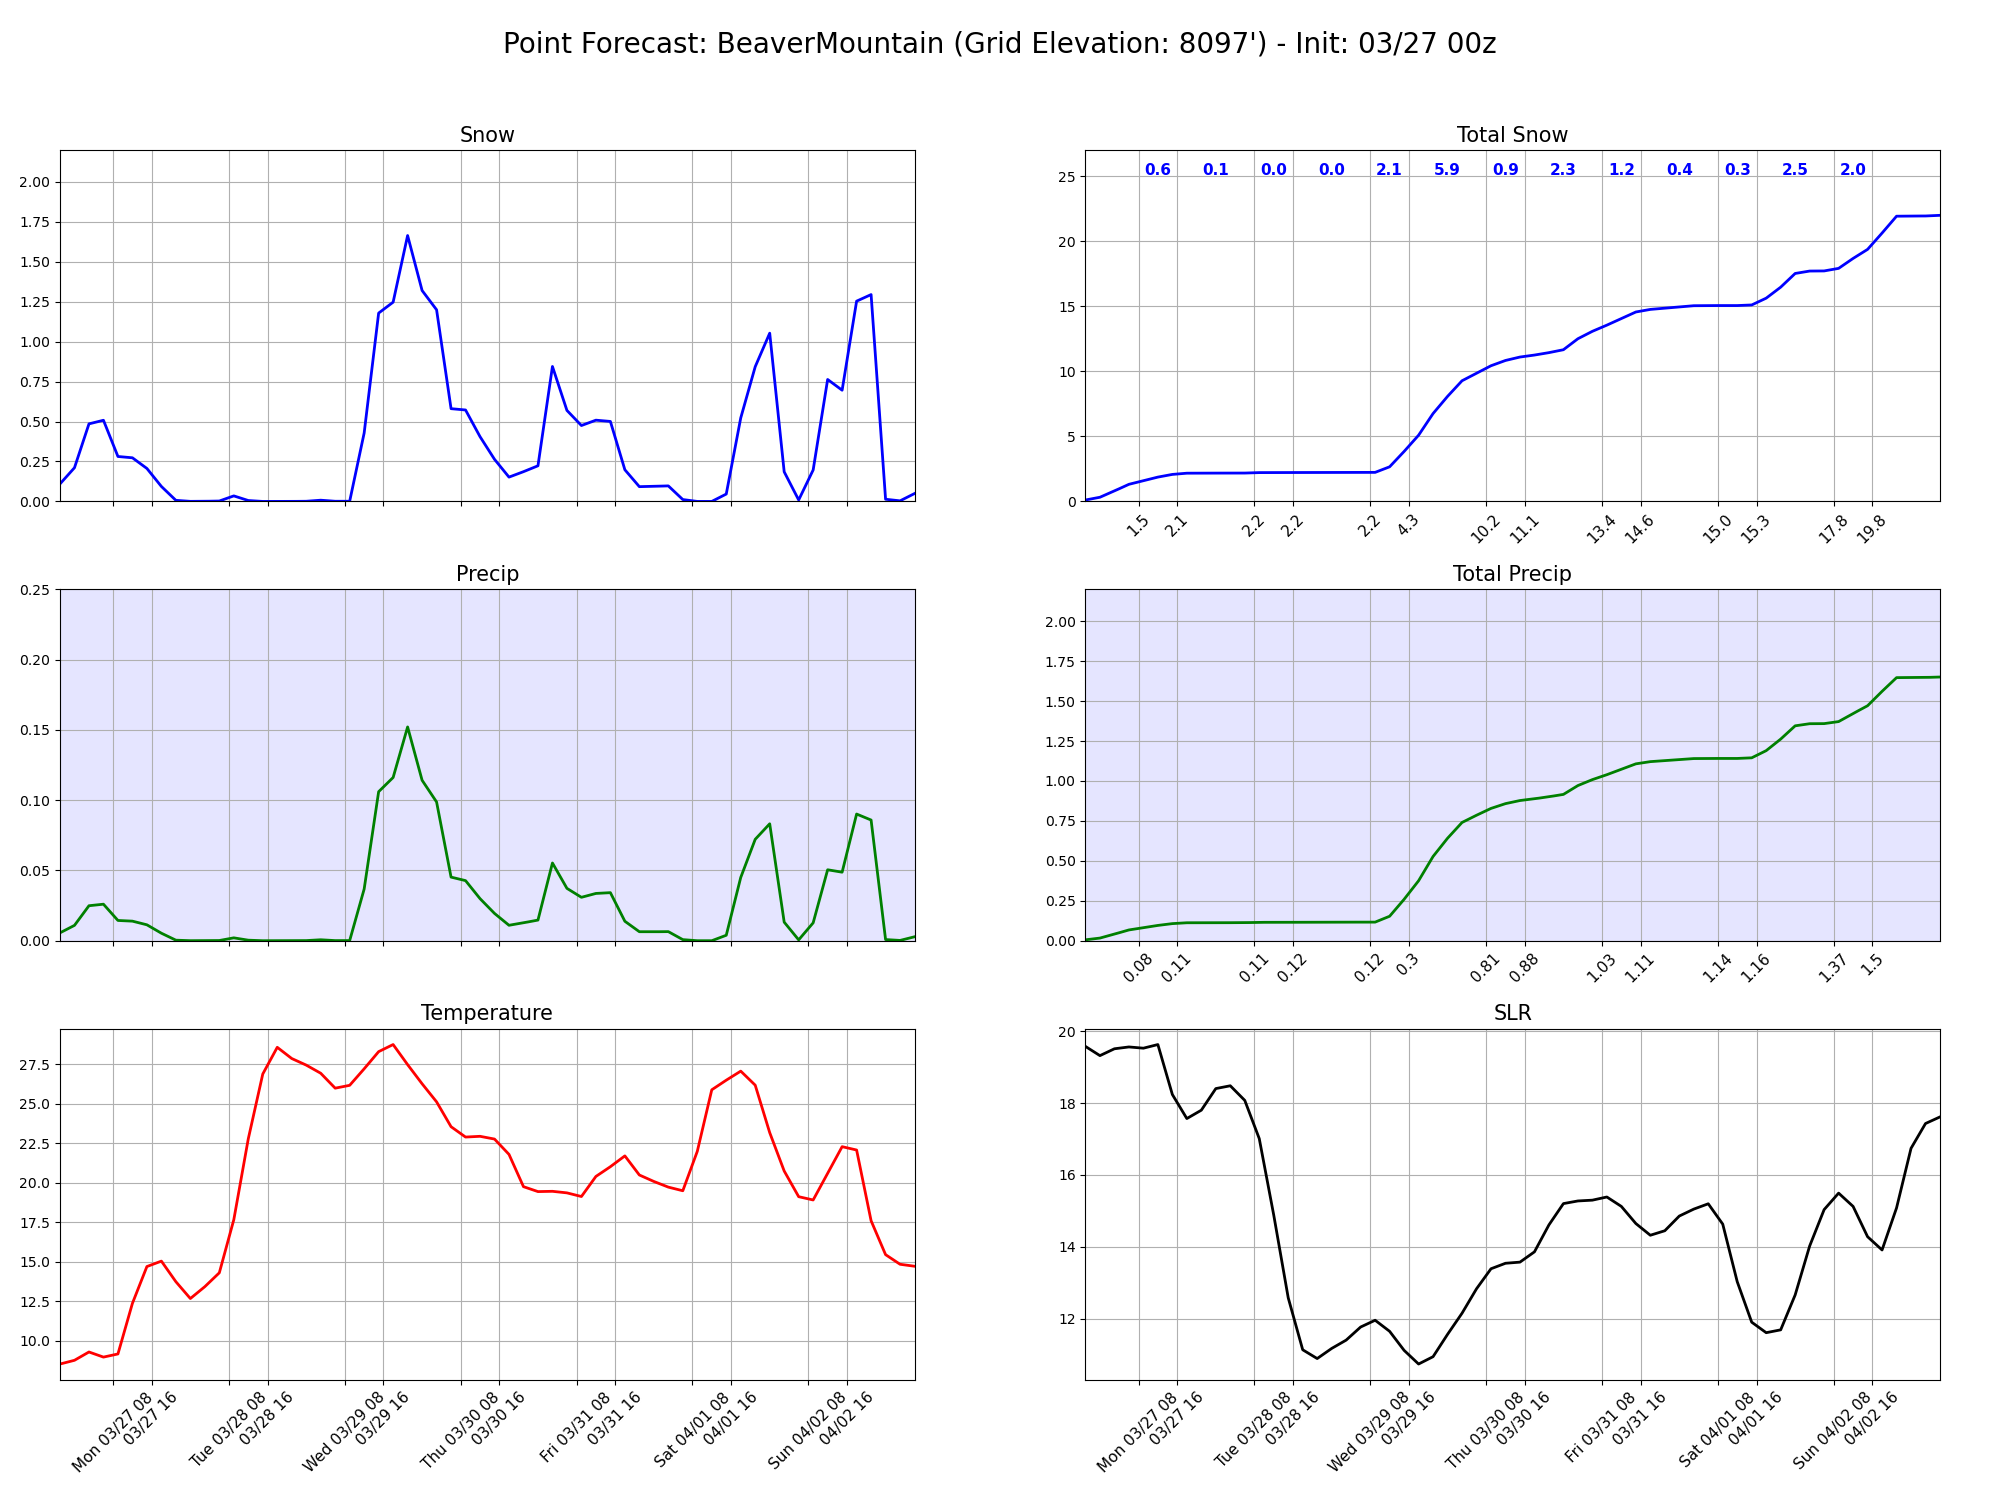 Point Forecast: BeaverMountain (Grid Elevation: 8097') - Init: 03/27 00z
Snow
2.00
1.75
1.50
1.25
1.00
0.75
0.50
0.25
0.00
Total Snow
0.6 0.1 0.0 0.0 2.1 5.9 0.9 2.3 1.2 0.4 0.3 2.5 2.0
25
20
15
10
5
0
1.5 2.1 2.2 2.2 2.2 4.3 10.2 11.1 13.4 14.6 15.0 15.3 17.8 19.8
Precip
0.25
0.20
0.15
0.10
0.05
0.00
Total Precip
2.00
1.75
1.50
1.25
1.00
0.75
0.50
0.25
0.00
0.08 0.11 0.11 0.12 0.12 0.3 0.81 0.88 1.03 1.11 1.14 1.16 1.37 1.5
Temperature
27.5
25.0
22.5
20.0
17.5
15.0
12.5
10.0
Mon 03/27 08
03/27 16
Tue 03/28 08
03/28 16
Wed 03/29 08
03/29 16
Thu 03/30 08
03/30 16
Fri 03/31 08
03/31 16
Sat 04/01 08
04/01 16
Sun 04/02 08
04/02 16
SLR
20
18
16
14
12
Mon 03/27 08
03/27 16
Tue 03/28 08
03/28 16
Wed 03/29 08
03/29 16
Thu 03/30 08
03/30 16
Fri 03/31 08
03/31 16
Sat 04/01 08
04/01 16
Sun 04/02 08
04/02 16